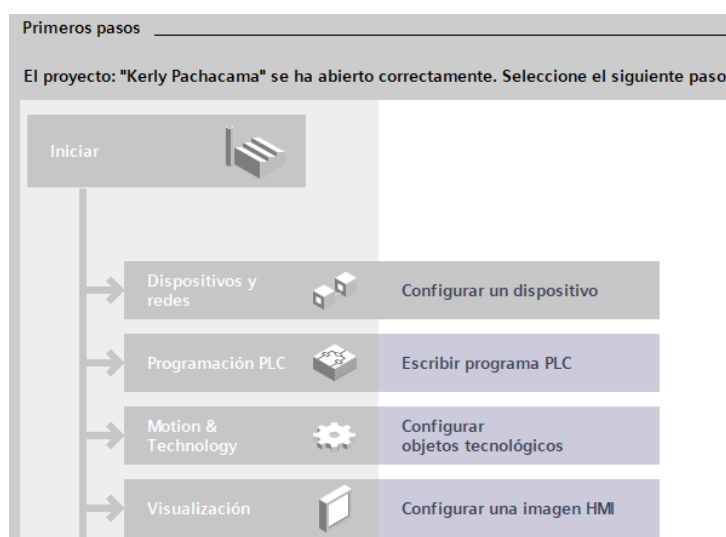 Primeros pasos
El proyecto: "Kerly Pachacama" se ha abierto correctamente. Seleccione el siguiente paso
Iniciar
Dispositivos y
redes
Configurar un dispositivo
Programación PLC
Escribir programa PLC
Motion &
Technology
Configurar
objetos tecnológicos
Visualización
Configurar una imagen HMI